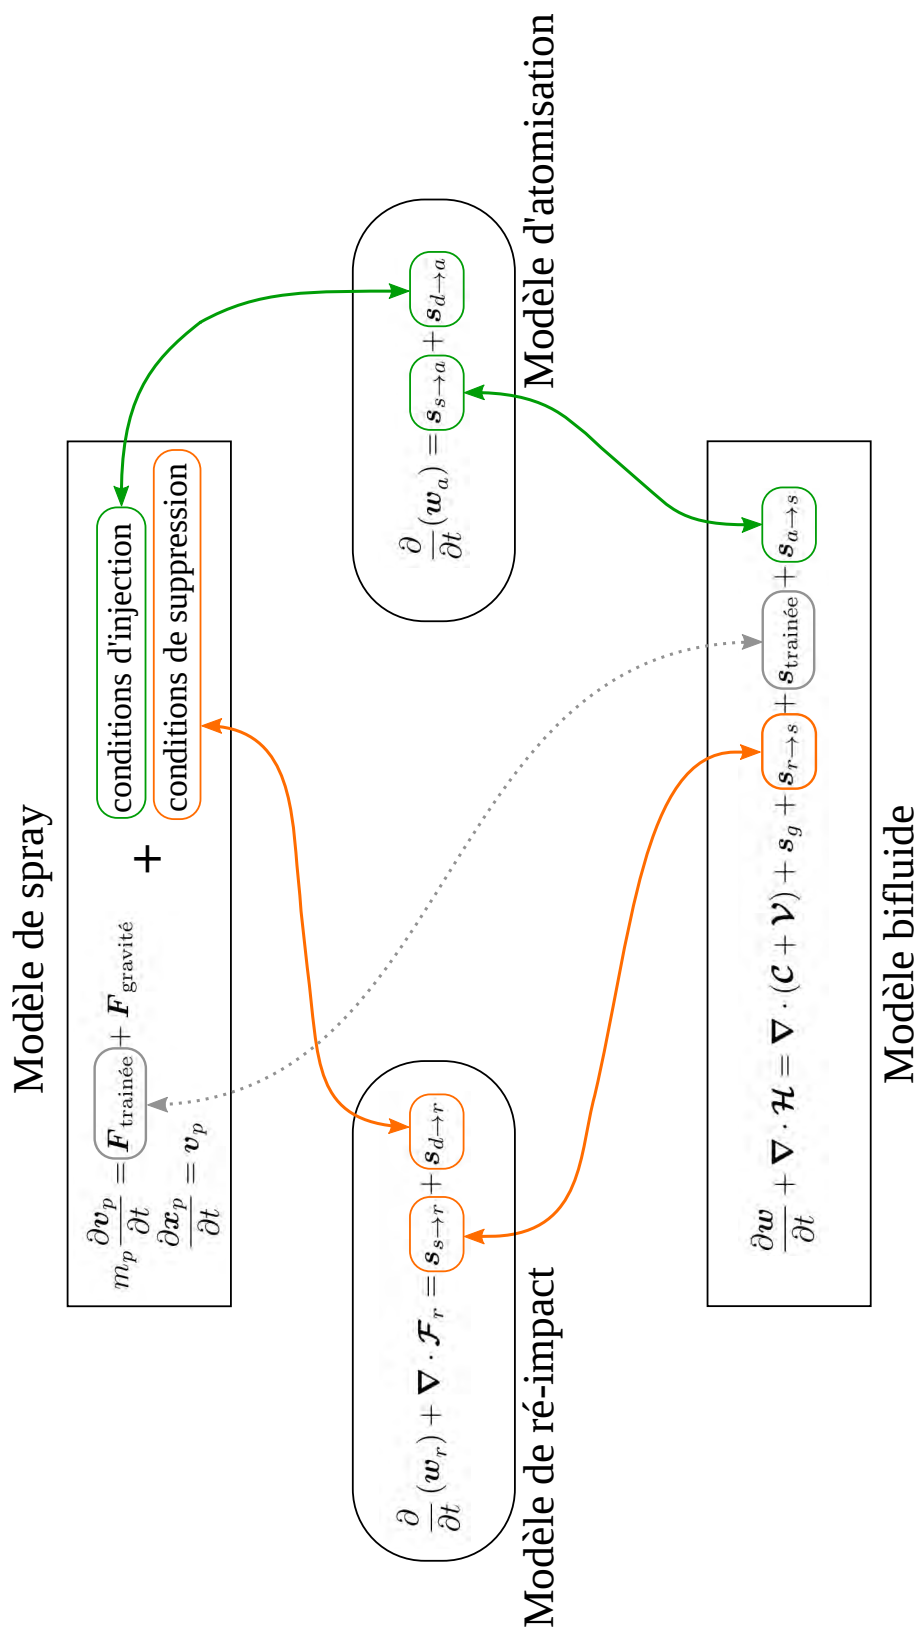 Modèle de spray
m_p ∂v_p/∂t = F_trainée + F_gravité
∂x_p/∂t = v_p
+
conditions d'injection
conditions de suppression
∂/∂t(w_r) + ∇ · F_r = s_{s→r} + s_{d→r}
Modèle de ré-impact
∂/∂t(w_a) = s_{s→a} + s_{d→a}
Modèle d'atomisation
∂w/∂t + ∇ · H = ∇ · (C + V) + s_g + s_{r→s} + s_trainée + s_{a→s}
Modèle bifluide